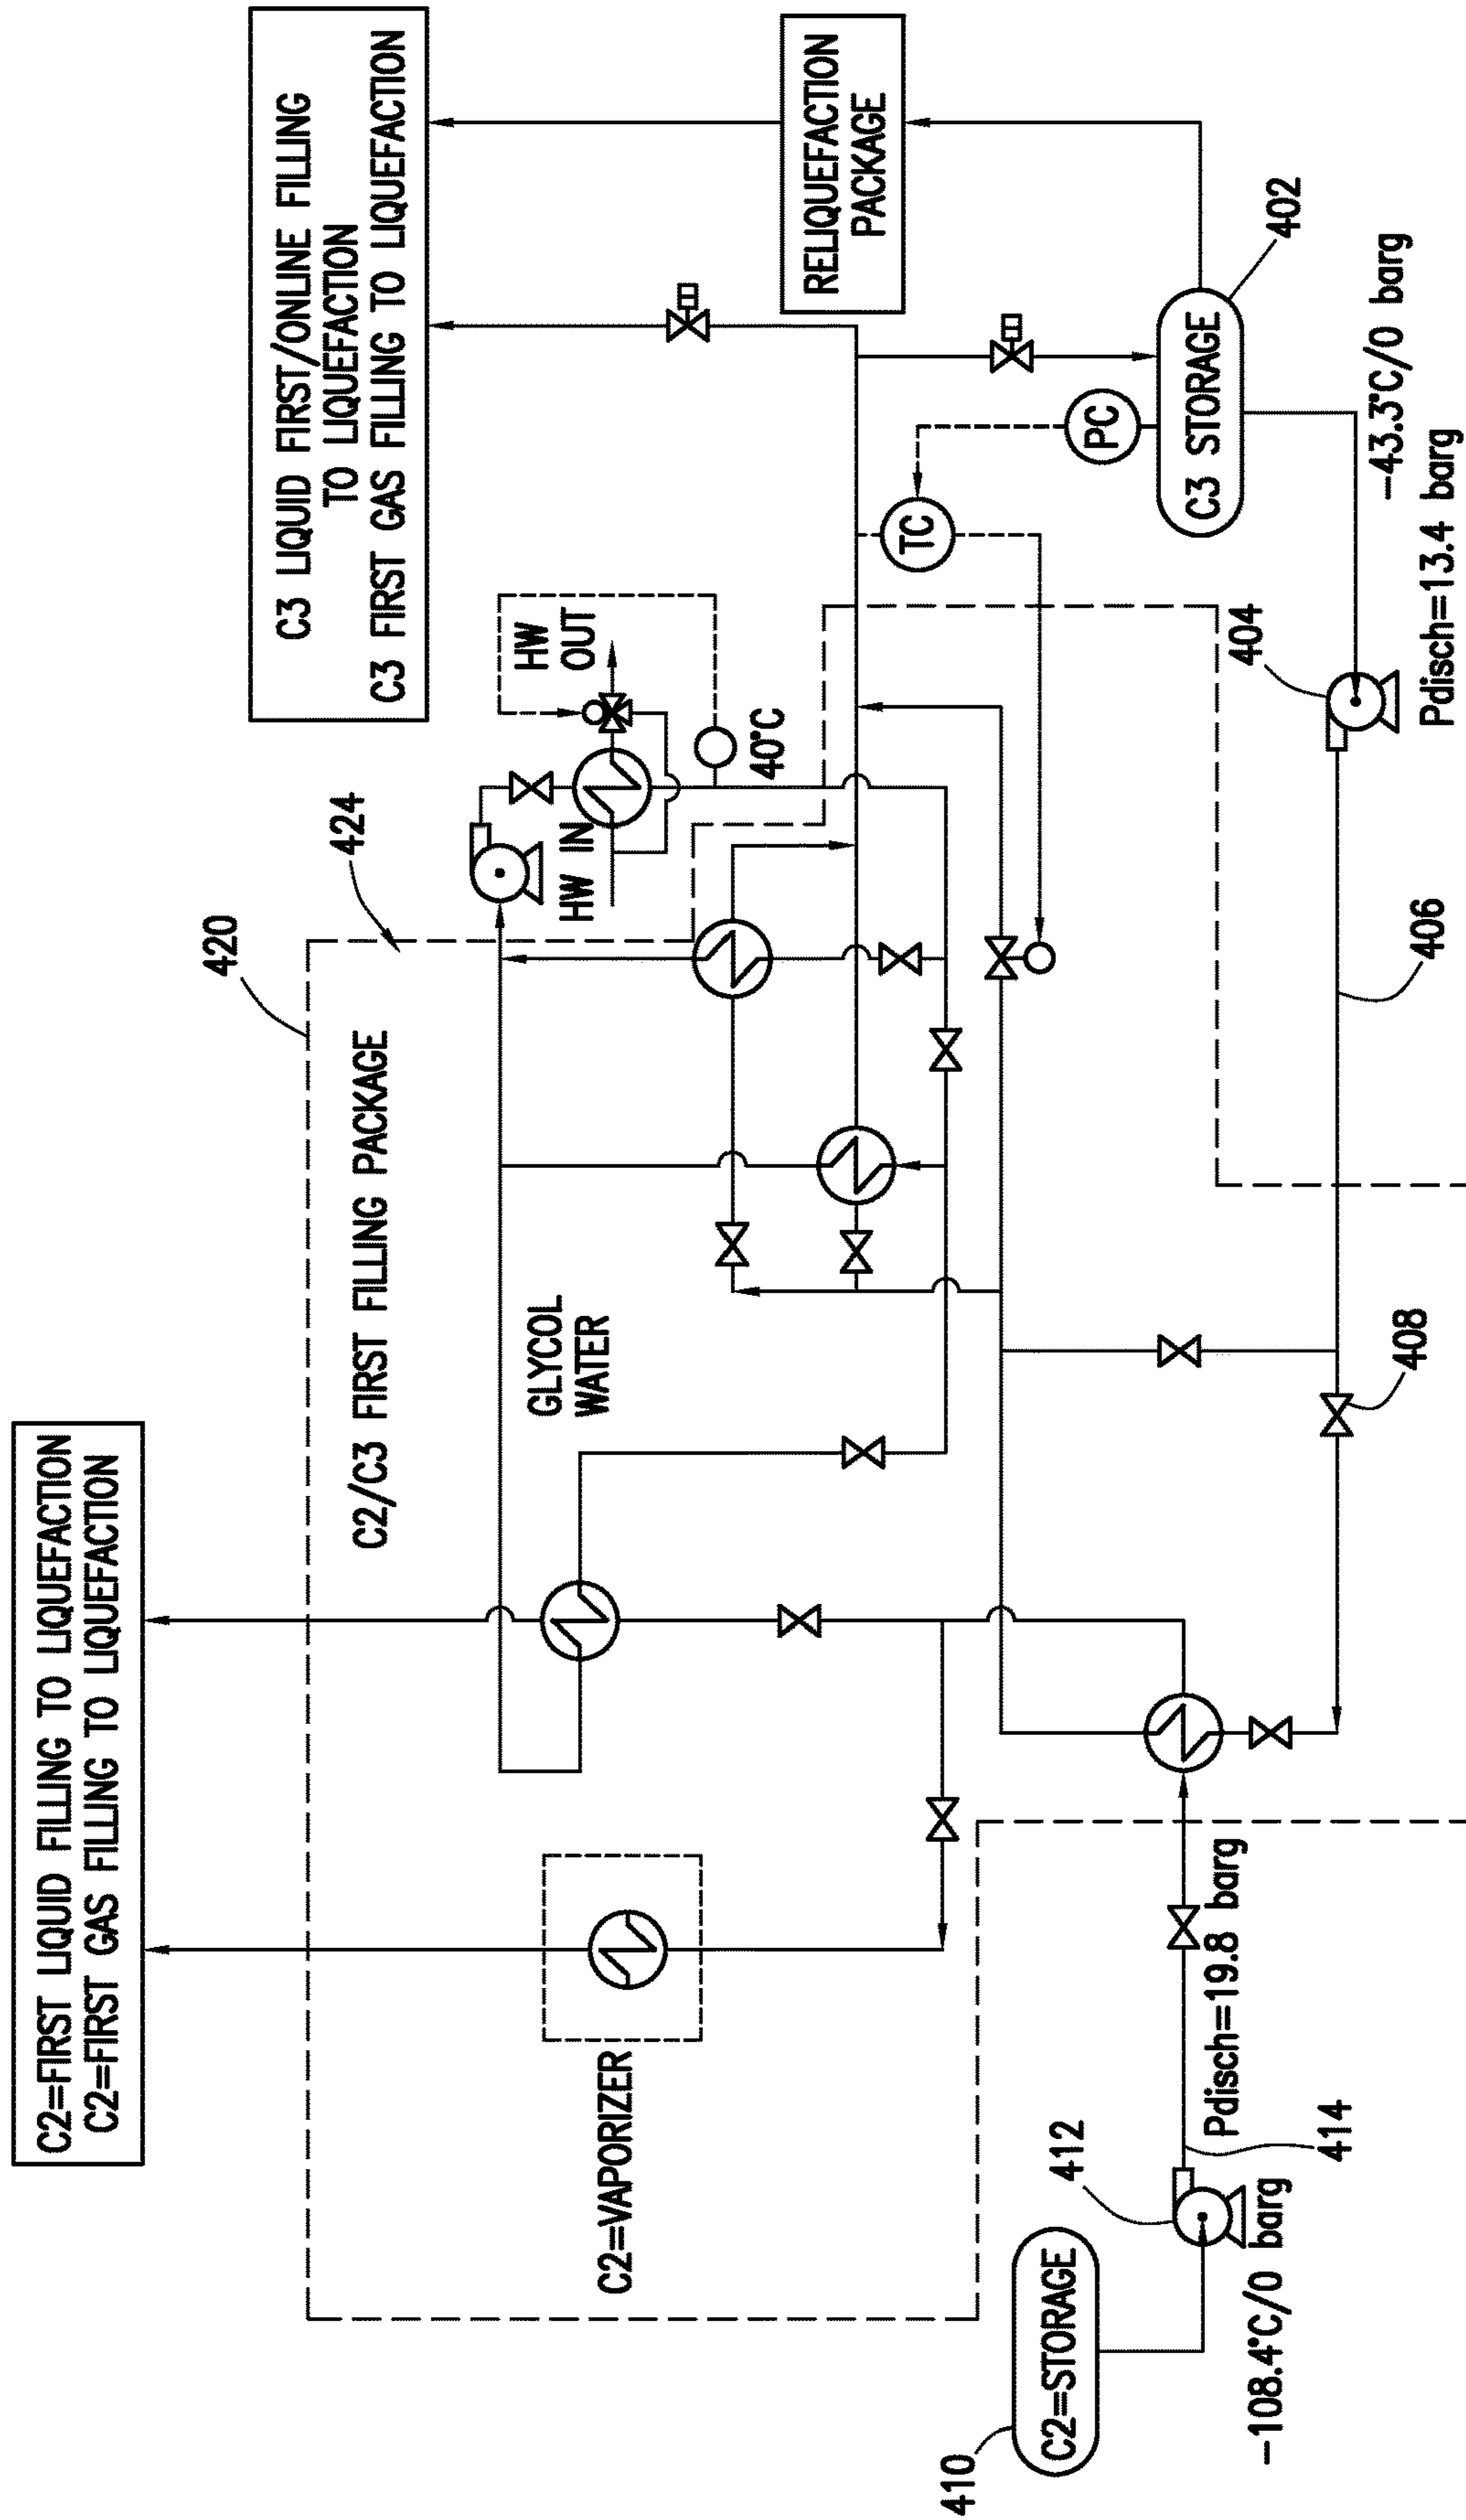 C2=FIRST LIQUID FILLING TO LIQUEFACTION
C2=FIRST GAS FILLING TO LIQUEFACTION
C3 LIQUID FIRST/ONLINE FILLING
TO LIQUEFACTION
C3 FIRST GAS FILLING TO LIQUEFACTION
420
424
C2/C3 FIRST FILLING PACKAGE
GLYCOL
WATER
HW IN
HW
OUT
40°C
C2=VAPORIZER
RELIQUEFACTION
PACKAGE
TC
PC
C3 STORAGE
402
-43.3°C/0 barg
404
Pdisch=13.4 barg
406
408
410
C2=STORAGE
412
-108.4°C/0 barg
Pdisch=19.8 barg
414